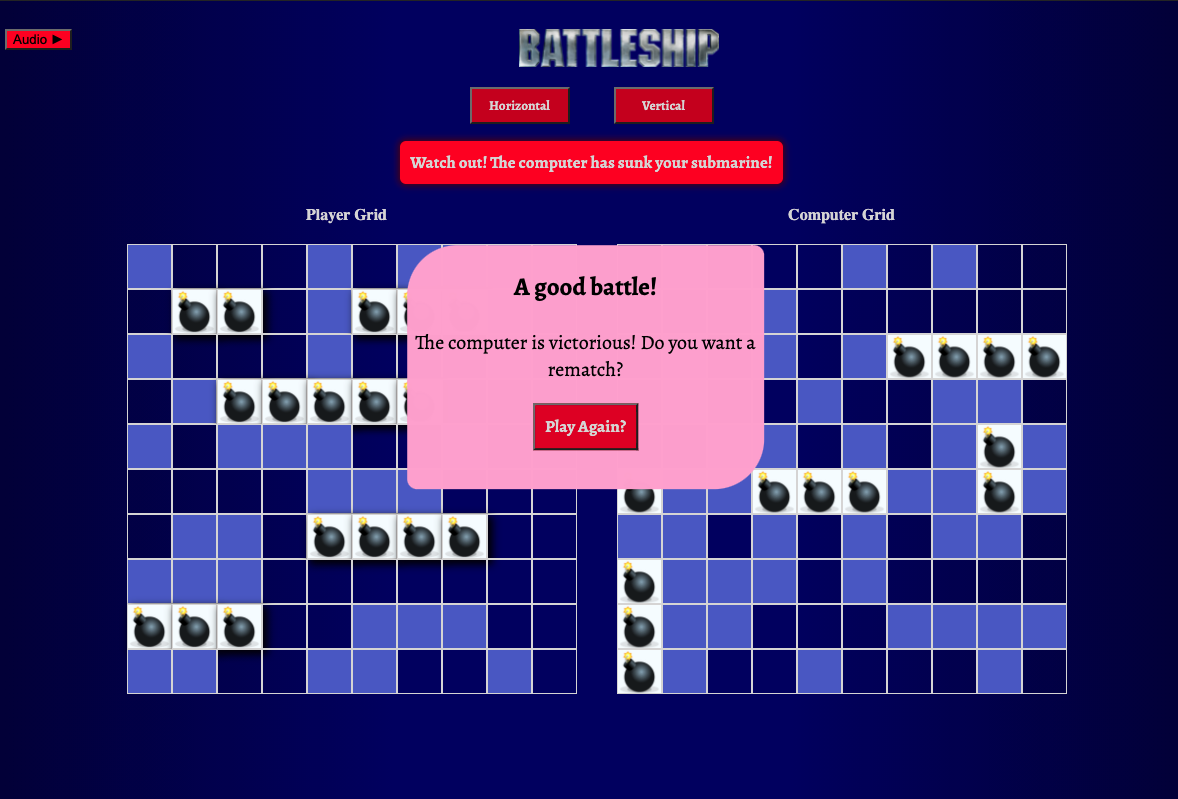 Audio ►
BATTLESHIP
Horizontal
Vertical
Watch out! The computer has sunk your submarine!
Player Grid
Computer Grid
A good battle!
The computer is victorious! Do you want a
rematch?
Play Again?